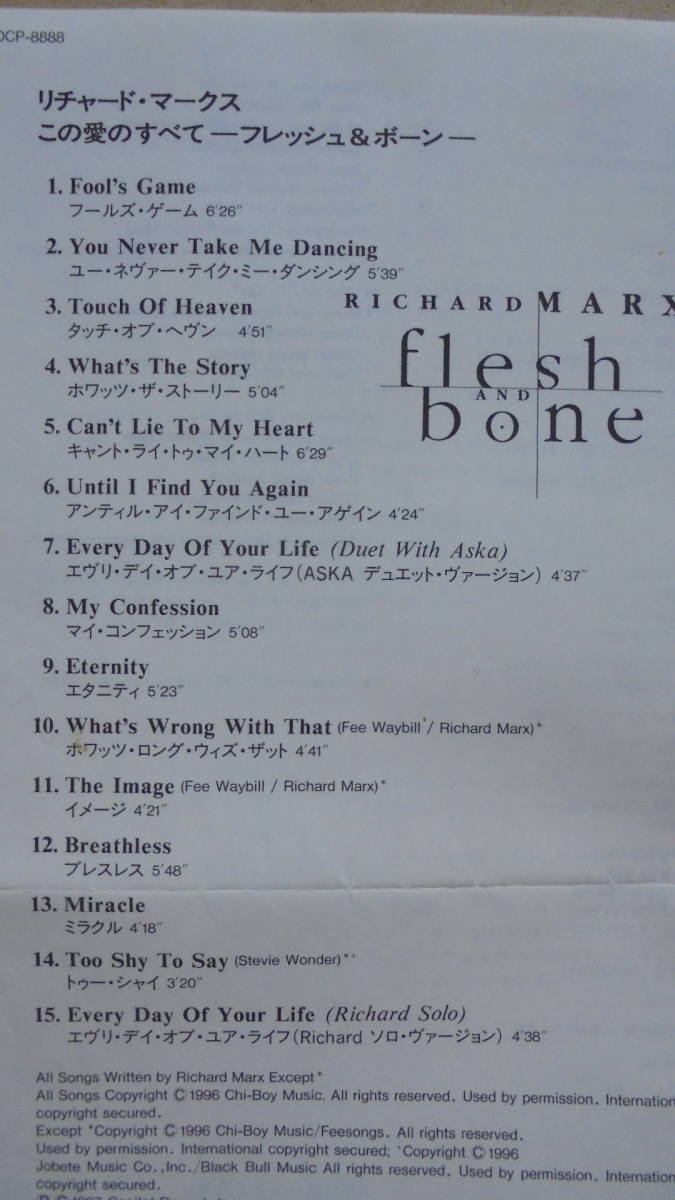 OCP-8888
リチャード・マークス
この愛のすべて―フレッシュ&ボーン―
1. Fool's Game
フールズ・ゲーム 6'26"
2. You Never Take Me Dancing
ユー・ネヴァー・テイク・ミー・ダンシング 5'39"
3. Touch Of Heaven
タッチ・オブ・ヘヴン 4'51"
4. What's The Story
ホワッツ・ザ・ストーリー 5'04"
5. Can't Lie To My Heart
キャント・ライ・トゥ・マイ・ハート 6'29"
6. Until I Find You Again
アンティル・アイ・ファインド・ユー・アゲイン 4'24"
7. Every Day Of Your Life (Duet With Aska)
エヴリ・デイ・オブ・ユア・ライフ(ASKA デュエット・ヴァージョン) 4'37"
8. My Confession
マイ・コンフェッション 5'08"
9. Eternity
エタニティ 5'23"
10. What's Wrong With That (Fee Waybill / Richard Marx)*
ホワッツ・ロング・ウィズ・ザット 4'41"
11. The Image (Fee Waybill / Richard Marx)*
イメージ 4'21"
12. Breathless
ブレスレス 5'48"
13. Miracle
ミラクル 4'18"
14. Too Shy To Say (Stevie Wonder)**
トゥー・シャイ 3'20"
15. Every Day Of Your Life (Richard Solo)
エヴリ・デイ・オブ・ユア・ライフ(Richard ソロ・ヴァージョン) 4'38"
RICHARD MARX
flesh
AND
bone
All Songs Written by Richard Marx Except*
All Songs Copyright © 1996 Chi-Boy Music. All rights reserved. Used by permission. Internation
copyright secured.
Except *Copyright © 1996 Chi-Boy Music/Feesongs. All rights reserved.
Used by permission. International copyright secured; 'Copyright © 1996
Jobete Music Co.,Inc./Black Bull Music All rights reserved. Used by permission. Internation
copyright secured.